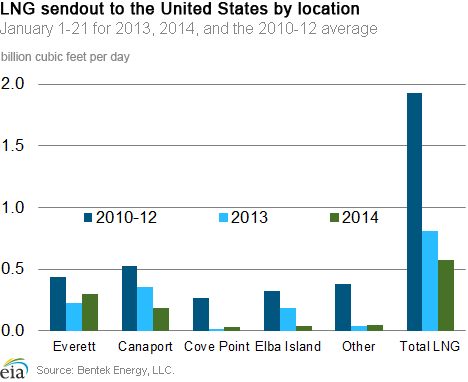 LNG sendout to the United States by location
January 1-21 for 2013, 2014, and the 2010-12 average
billion cubic feet per day
2.0
1.5
1.0
2010-12 2013 2014
0.5
0.0
Everett Canaport Cove Point Elba Island Other Total LNG
eia Source: Bentek Energy, LLC.